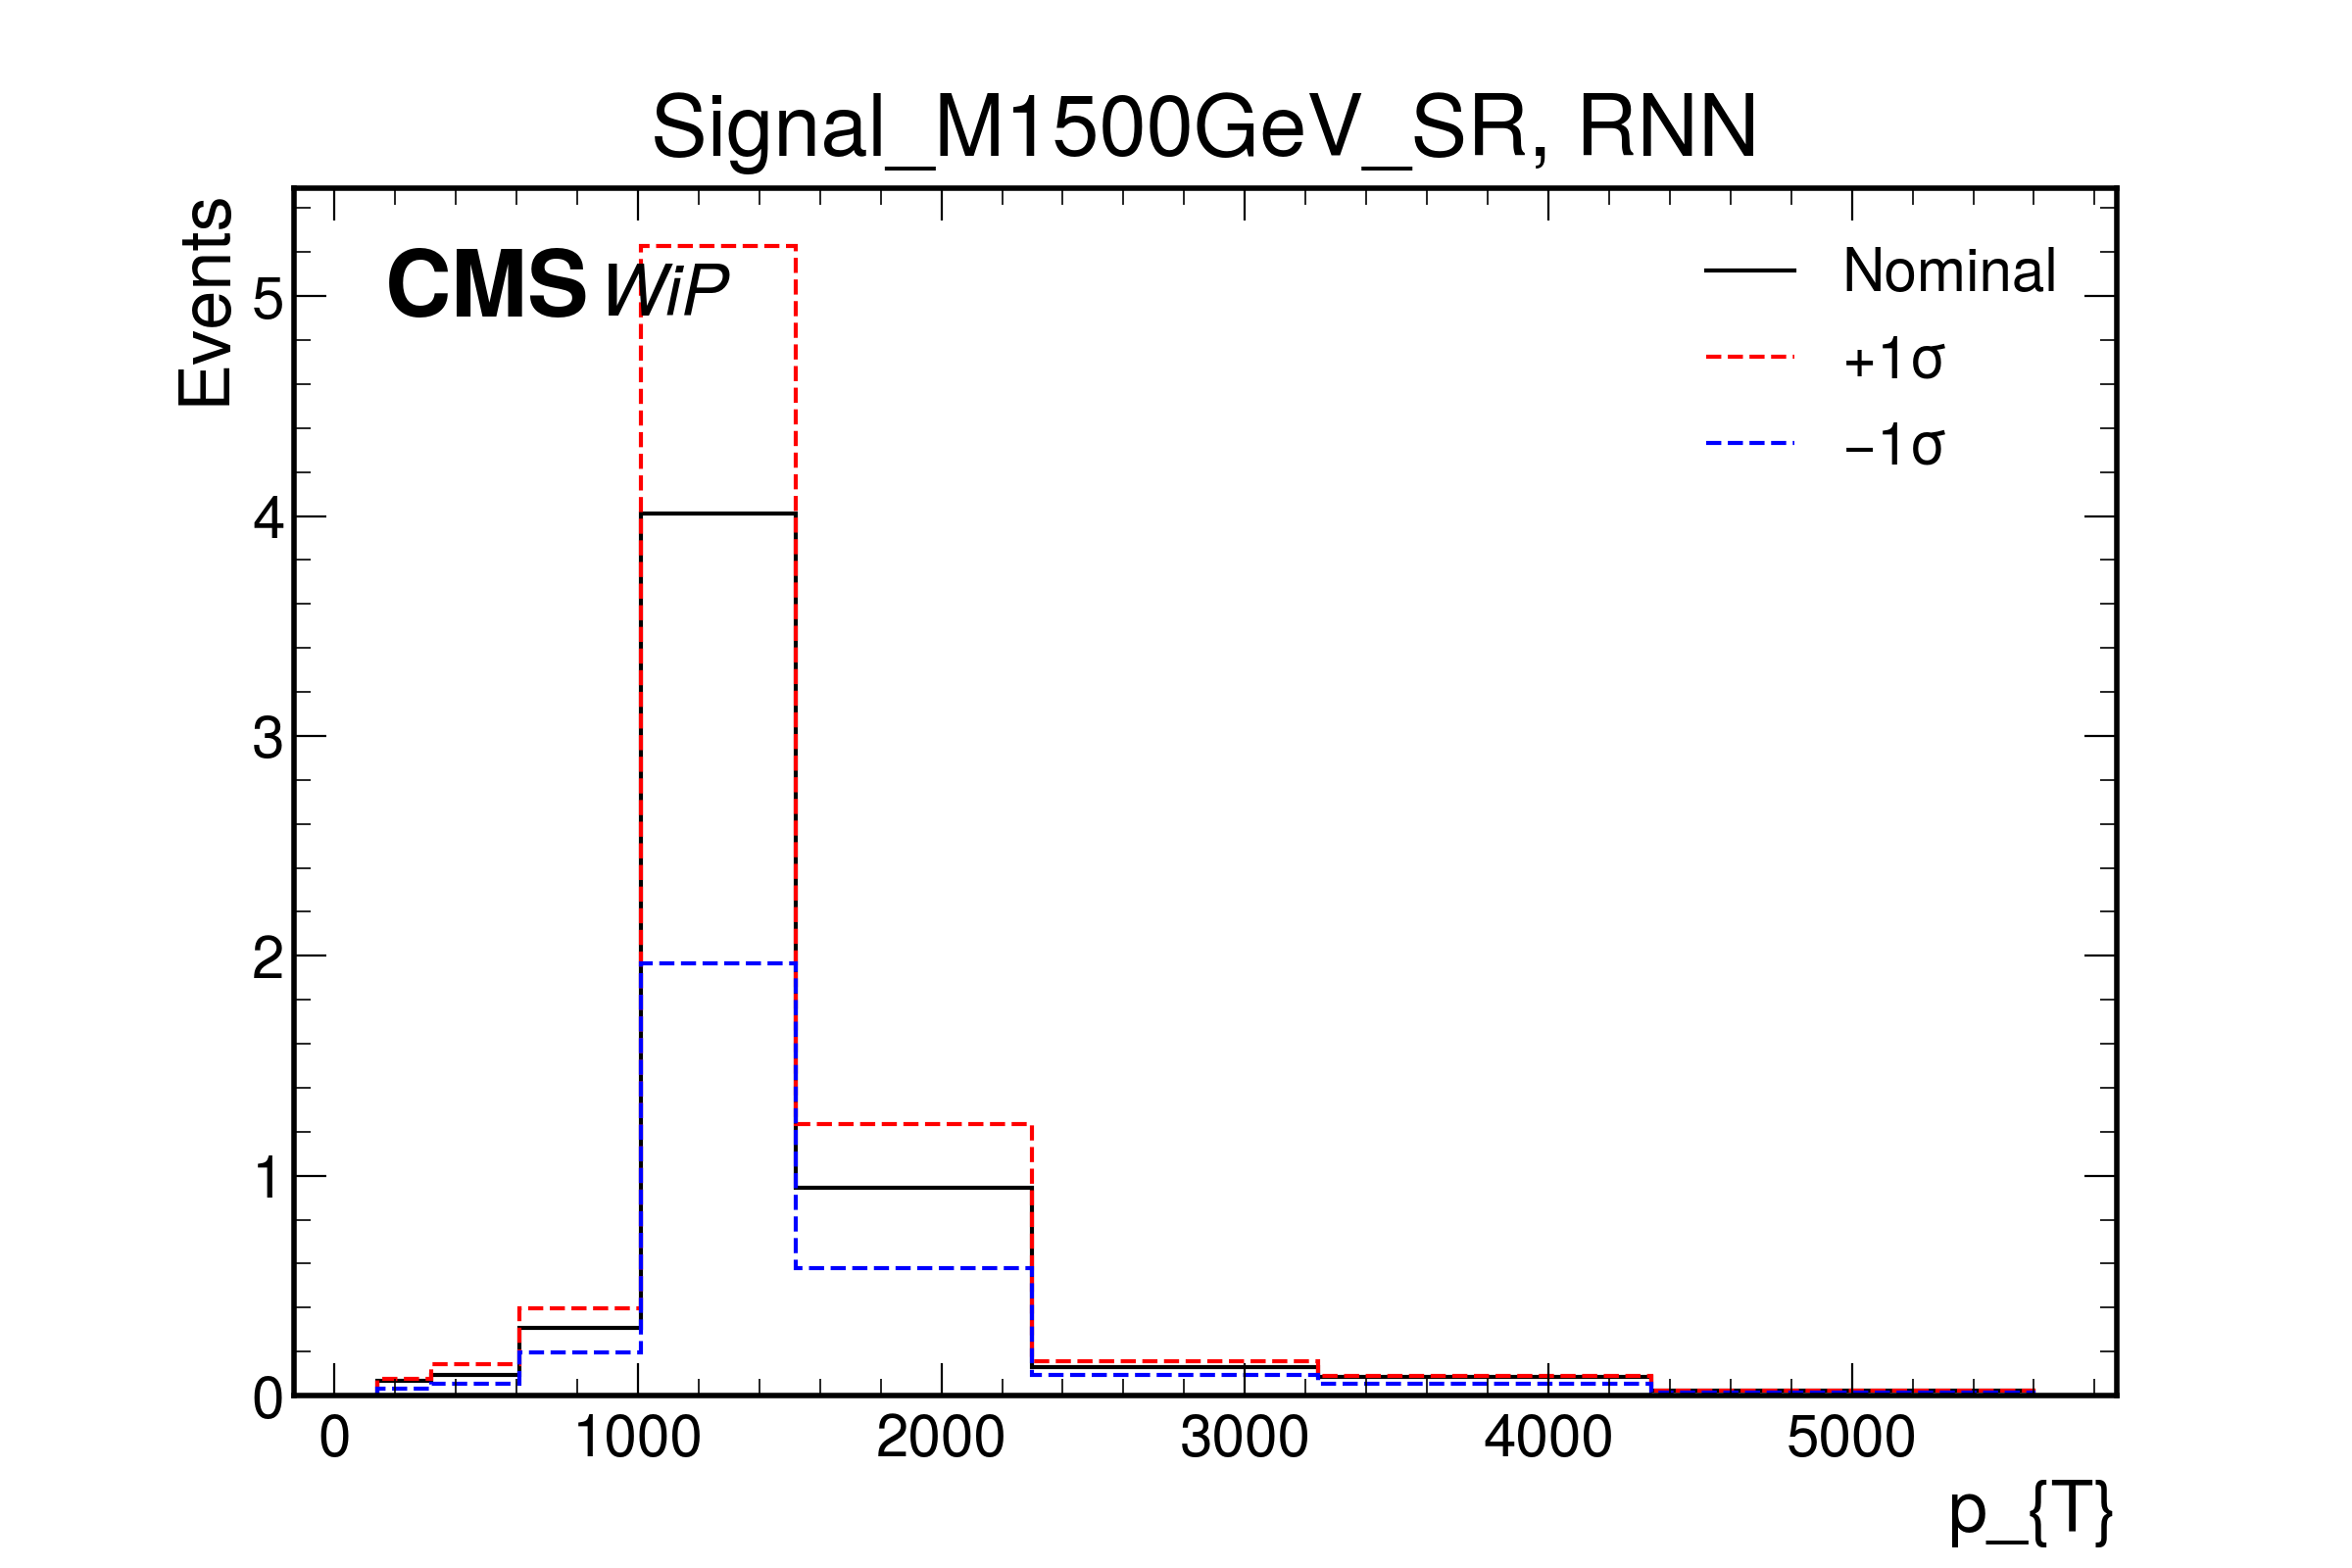 Signal_M1500GeV_SR, RNN
Events
CMS WiP
Nominal
+1σ
−1σ
5
4
3
2
1
0
0 1000 2000 3000 4000 5000
p_{T}